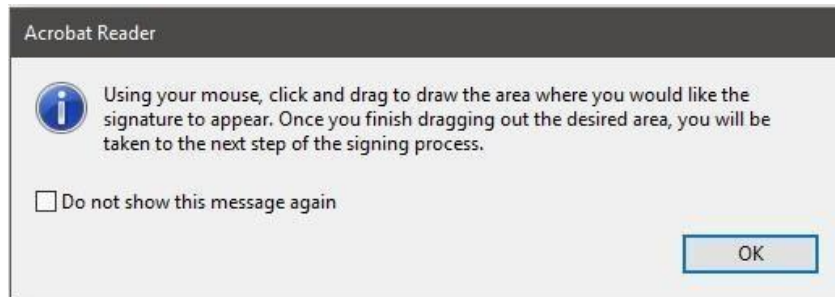 Acrobat Reader
Using your mouse, click and drag to draw the area where you would like the
signature to appear. Once you finish dragging out the desired area, you will be
taken to the next step of the signing process.
Do not show this message again
OK